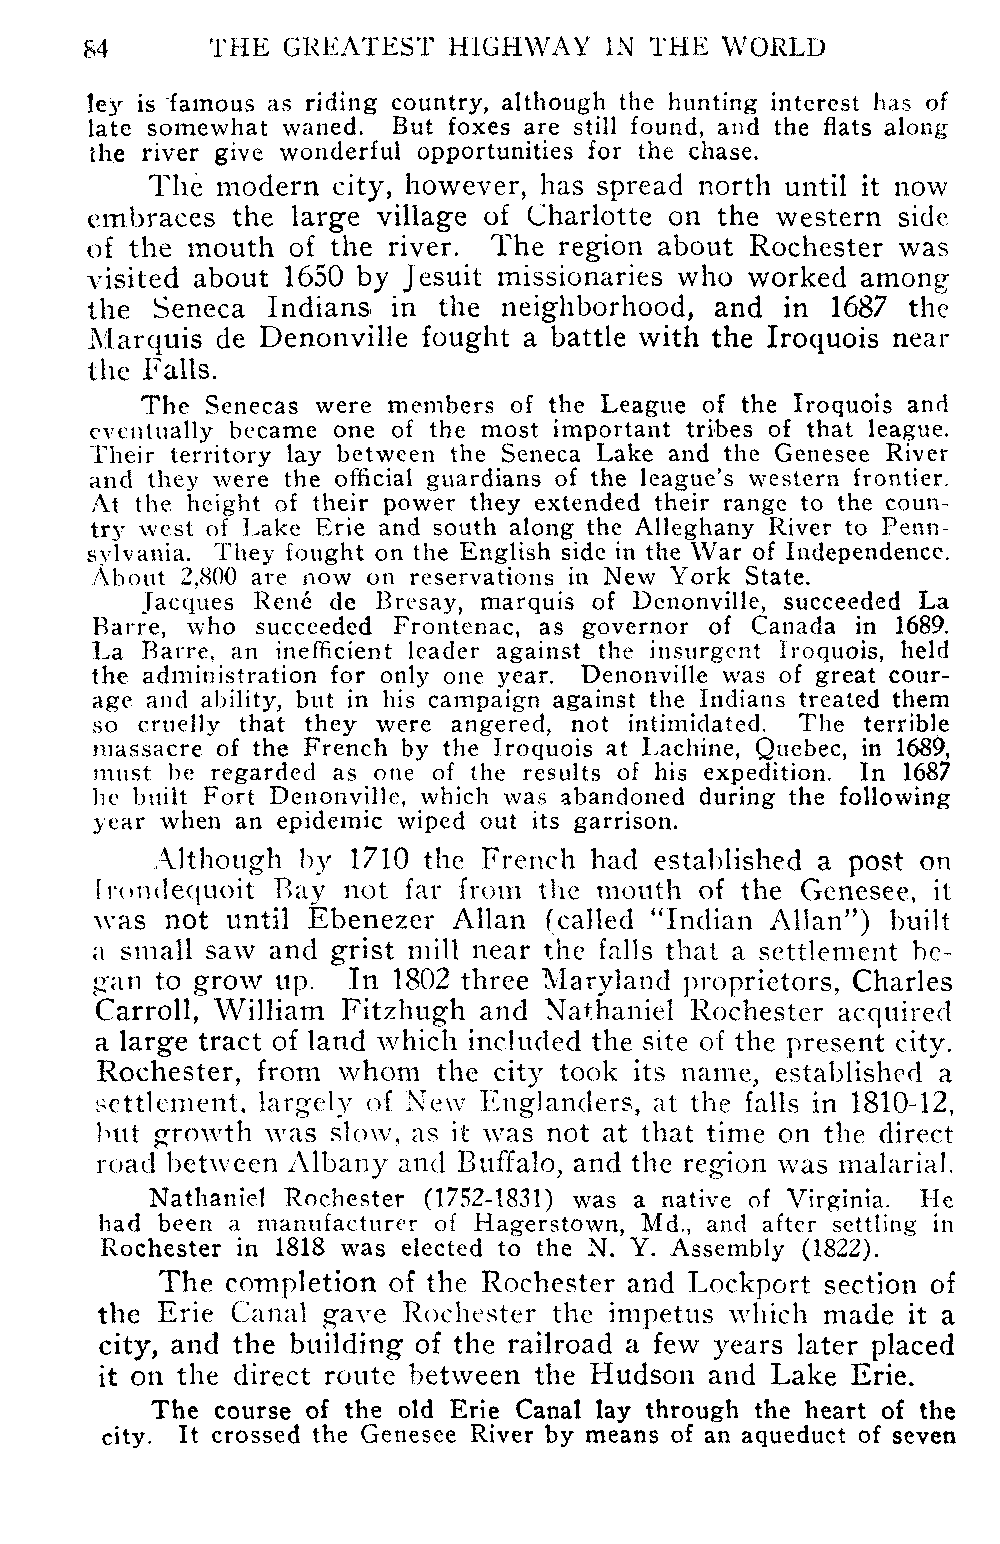 84 THE GREATEST HIGHWAY IN THE WORLD
ley is famous as riding country, although the hunting interest has of
late somewhat waned. But foxes are still found, and the flats along
the river give wonderful opportunities for the chase.
The modern city, however, has spread north until it now
embraces the large village of Charlotte on the western side
of the mouth of the river. The region about Rochester was
visited about 1650 by Jesuit missionaries who worked among
the Seneca Indians in the neighborhood, and in 1687 the
Marquis de Denonville fought a battle with the Iroquois near
the Falls.
The Senecas were members of the League of the Iroquois and
eventually became one of the most important tribes of that league.
Their territory lay between the Seneca Lake and the Genesee River
and they were the official guardians of the league's western frontier.
At the height of their power they extended their range to the coun-
try west of Lake Erie and south along the Alleghany River to Penn-
sylvania. They fought on the English side in the War of Independence.
About 2,800 are now on reservations in New York State.
Jacques René de Bresay, marquis of Denonville, succeeded La
Barre, who succeeded Frontenac, as governor of Canada in 1689.
La Barre, an inefficient leader against the insurgent Iroquois, held
the administration for only one year. Denonville was of great cour-
age and ability, but in his campaign against the Indians treated them
so cruelly that they were angered, not intimidated. The terrible
massacre of the French by the Iroquois at Lachine, Quebec, in 1689,
must be regarded as one of the results of his expedition. In 1687
he built Fort Denonville, which was abandoned during the following
year when an epidemic wiped out its garrison.
Although by 1710 the French had established a post on
Irondequoit Bay not far from the mouth of the Genesee, it
was not until Ebenezer Allan (called "Indian Allan") built
a small saw and grist mill near the falls that a settlement be-
gan to grow up. In 1802 three Maryland proprietors, Charles
Carroll, William Fitzhugh and Nathaniel Rochester acquired
a large tract of land which included the site of the present city.
Rochester, from whom the city took its name, established a
settlement, largely of New Englanders, at the falls in 1810-12,
but growth was slow, as it was not at that time on the direct
road between Albany and Buffalo, and the region was malarial.
Nathaniel Rochester (1752-1831) was a native of Virginia. He
had been a manufacturer of Hagerstown, Md., and after settling in
Rochester in 1818 was elected to the N. Y. Assembly (1822).
The completion of the Rochester and Lockport section of
the Erie Canal gave Rochester the impetus which made it a
city, and the building of the railroad a few years later placed
it on the direct route between the Hudson and Lake Erie.
The course of the old Erie Canal lay through the heart of the
city. It crossed the Genesee River by means of an aqueduct of seven